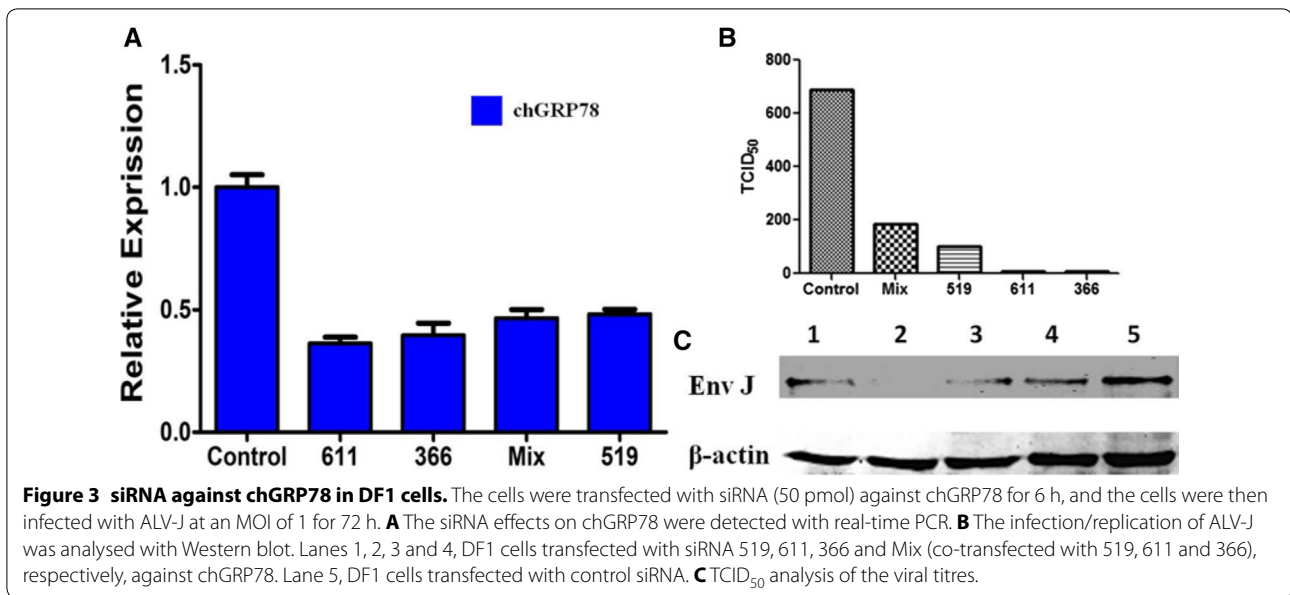 A
B
1.5
1.0
0.5
0.0
Relative Exprission
chGRP78
Control 611 366 Mix 519
800
600
400
200
0
TCID50
Control Mix 519 611 366
C
1 2 3 4 5
Env J
β-actin
Figure 3 siRNA against chGRP78 in DF1 cells. The cells were transfected with siRNA (50 pmol) against chGRP78 for 6 h, and the cells were then
infected with ALV-J at an MOI of 1 for 72 h. A The siRNA effects on chGRP78 were detected with real-time PCR. B The infection/replication of ALV-J
was analysed with Western blot. Lanes 1, 2, 3 and 4, DF1 cells transfected with siRNA 519, 611, 366 and Mix (co-transfected with 519, 611 and 366),
respectively, against chGRP78. Lane 5, DF1 cells transfected with control siRNA. C TCID50 analysis of the viral titres.